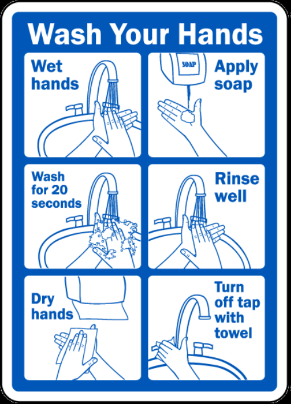 Wash Your Hands
Wet
hands
SOAP
Apply
soap
Wash
for 20
seconds
Rinse
well
Dry
hands
Turn
off tap
with
towel